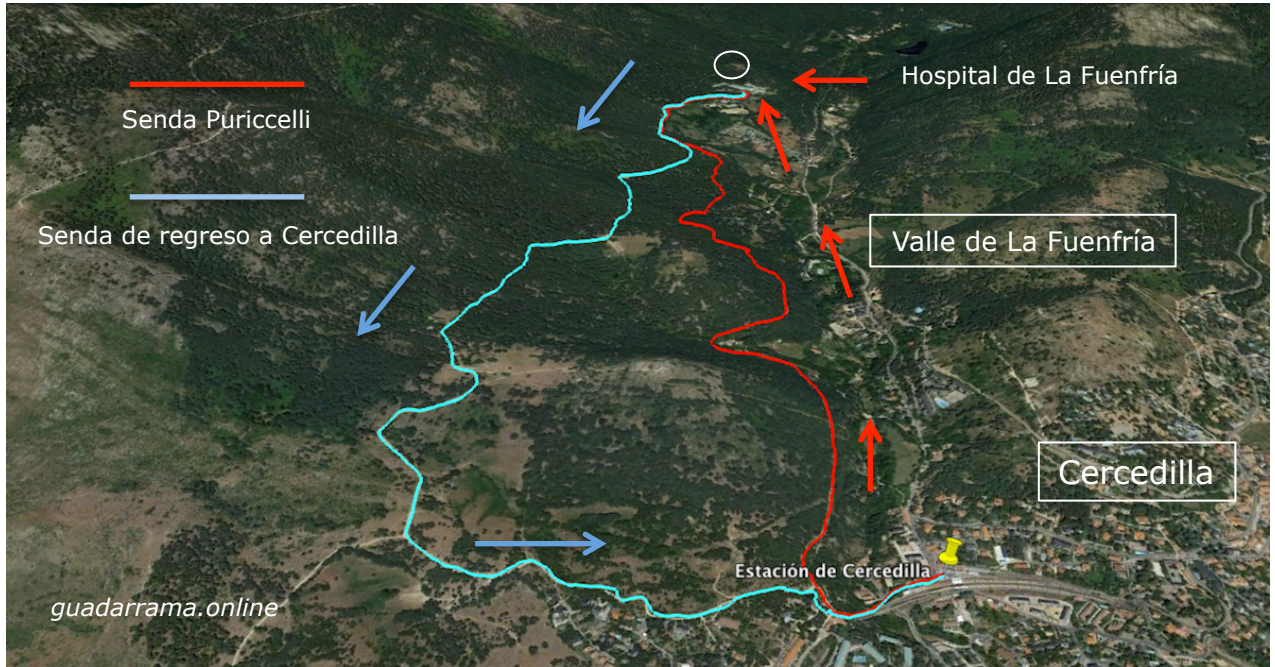 Hospital de La Fuenfría
Senda Puriccelli
Senda de regreso a Cercedilla
Valle de La Fuenfría
Cercedilla
Estación de Cercedilla
guadarrama.online